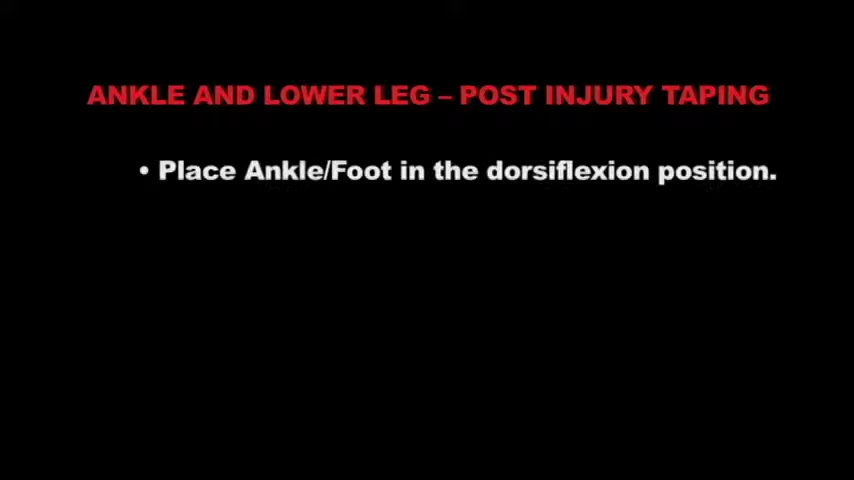 ANKLE AND LOWER LEG – POST INJURY TAPING
• Place Ankle/Foot in the dorsiflexion position.